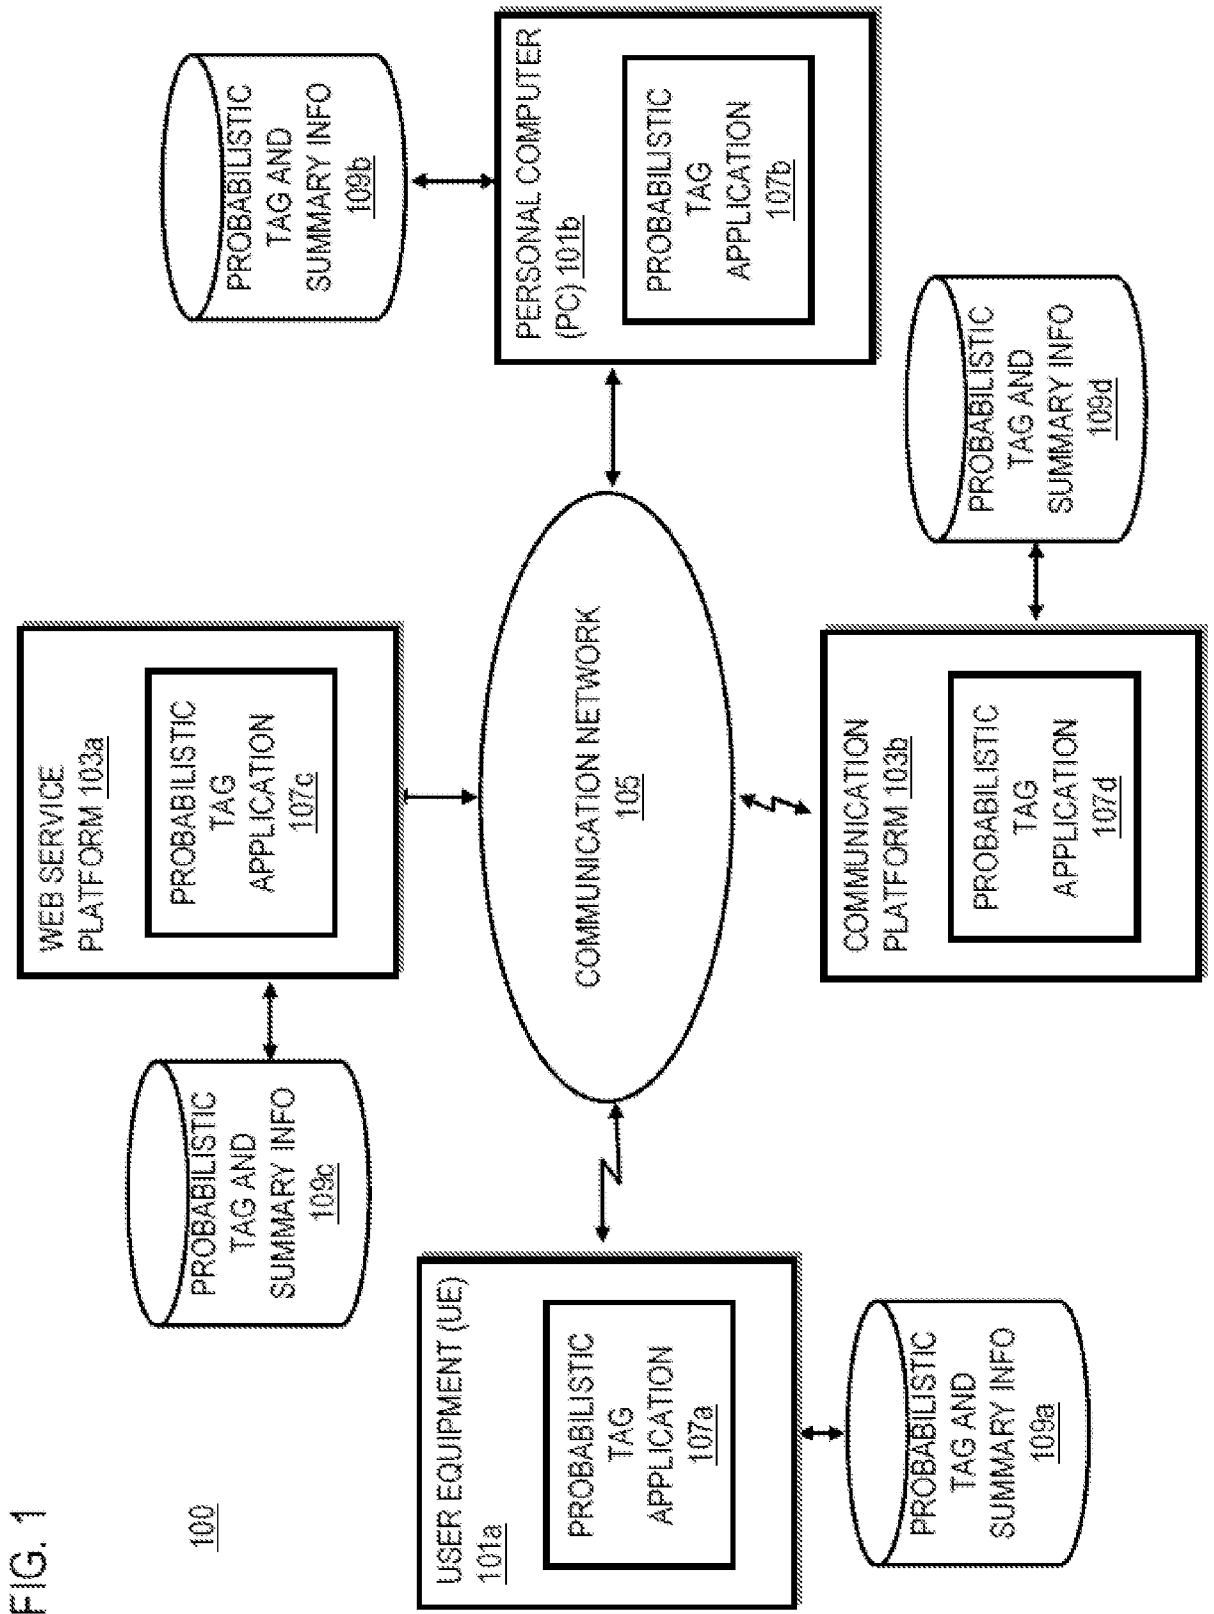 FIG. 1
100
WEB SERVICE
PLATFORM 103a
PROBABILISTIC
TAG
APPLICATION
107c
PROBABILISTIC
TAG AND
SUMMARY INFO
109c
PROBABILISTIC
TAG AND
SUMMARY INFO
109b
USER EQUIPMENT (UE)
101a
PROBABILISTIC
TAG
APPLICATION
107a
COMMUNICATION NETWORK
105
PERSONAL COMPUTER
(PC) 101b
PROBABILISTIC
TAG
APPLICATION
107b
PROBABILISTIC
TAG AND
SUMMARY INFO
109a
COMMUNICATION
PLATFORM 103b
PROBABILISTIC
TAG
APPLICATION
107d
PROBABILISTIC
TAG AND
SUMMARY INFO
109d